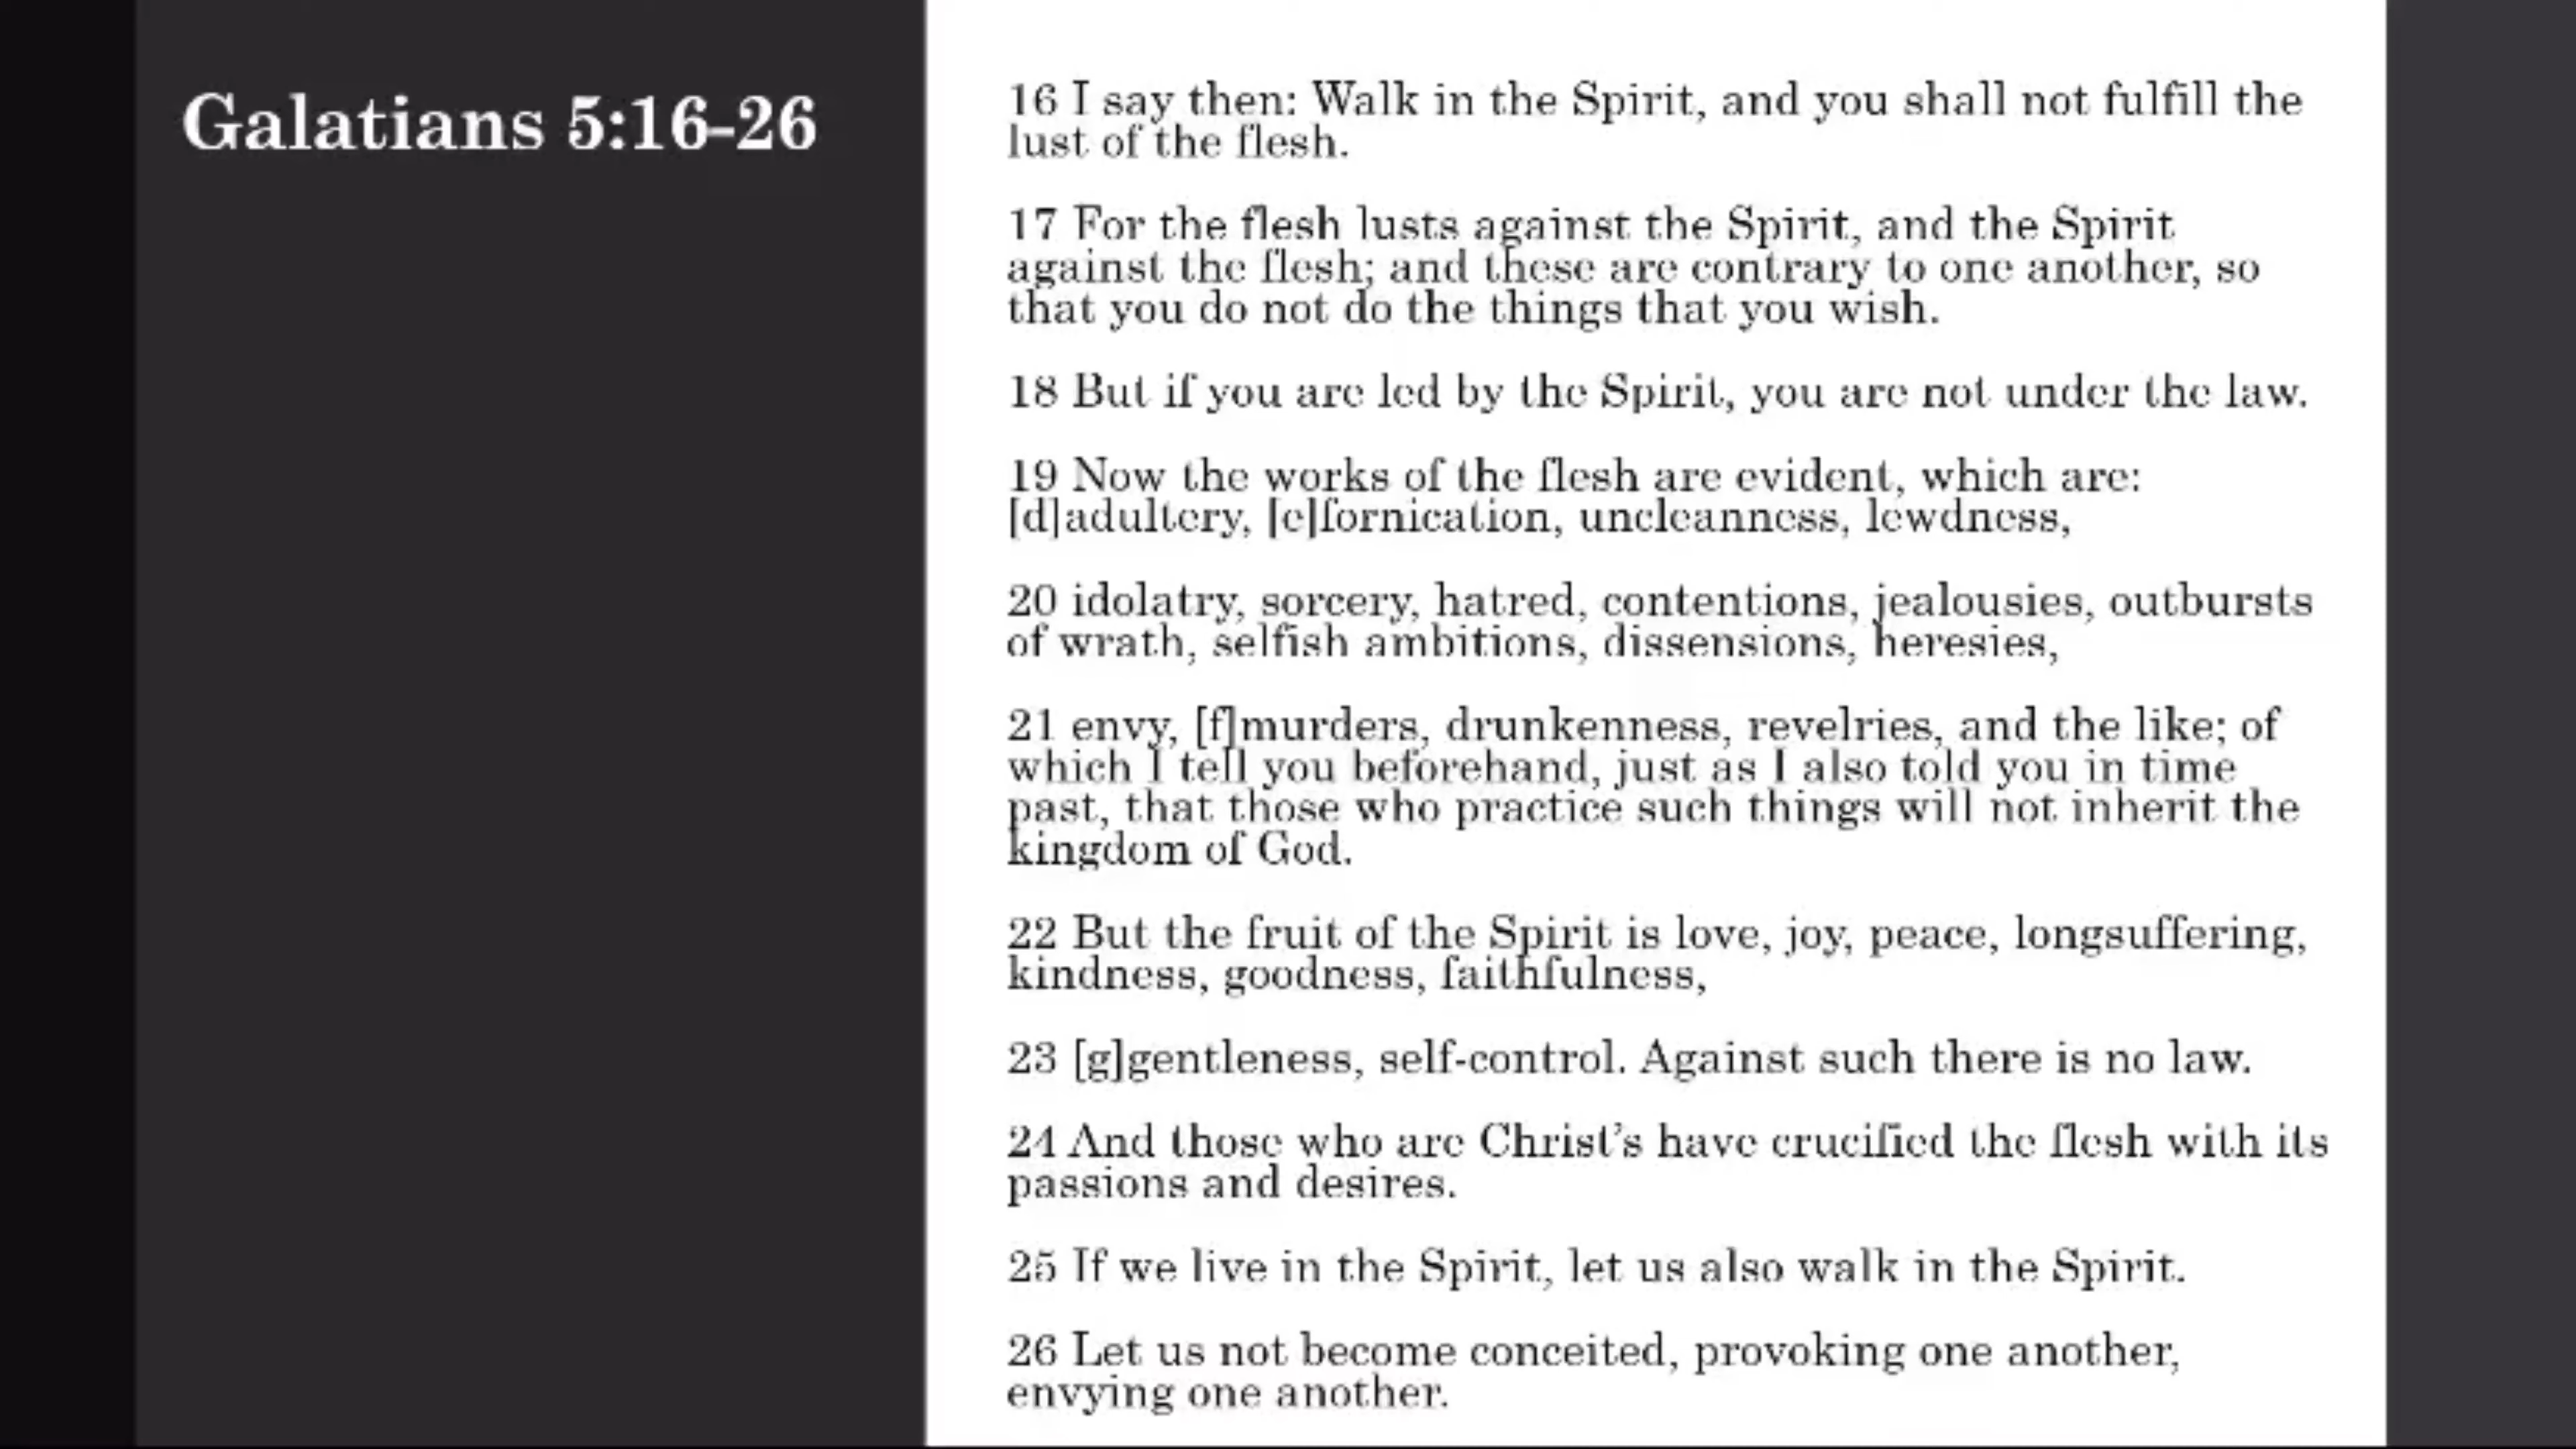 Galatians 5:16-26
16 I say then: Walk in the Spirit, and you shall not fulfill the
lust of the flesh.
17 For the flesh lusts against the Spirit, and the Spirit
against the flesh; and these are contrary to one another, so
that you do not do the things that you wish.
18 But if you are led by the Spirit, you are not under the law.
19 Now the works of the flesh are evident, which are:
[d]adultery, [e]fornication, uncleanness, lewdness,
20 idolatry, sorcery, hatred, contentions, jealousies, outbursts
of wrath, selfish ambitions, dissensions, heresies,
21 envy, [f]murders, drunkenness, revelries, and the like; of
which I tell you beforehand, just as I also told you in time
past, that those who practice such things will not inherit the
kingdom of God.
22 But the fruit of the Spirit is love, joy, peace, longsuffering,
kindness, goodness, faithfulness,
23 [g]gentleness, self-control. Against such there is no law.
24 And those who are Christ’s have crucified the flesh with its
passions and desires.
25 If we live in the Spirit, let us also walk in the Spirit.
26 Let us not become conceited, provoking one another,
envying one another.